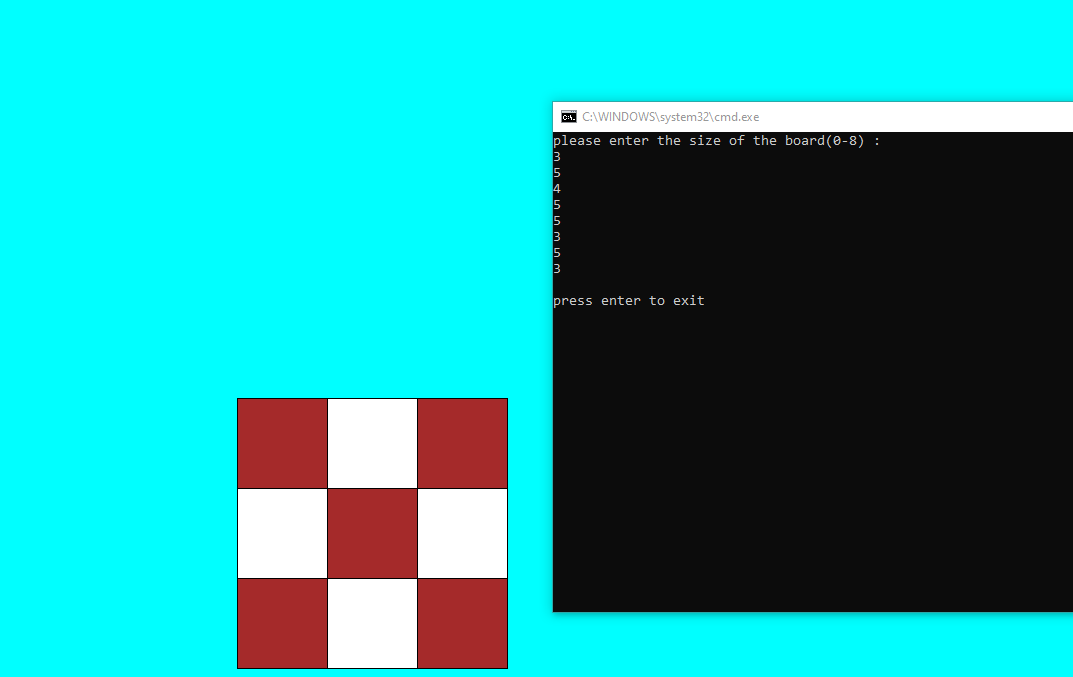 C:\WINDOWS\system32\cmd.exe
please enter the size of the board(0-8) :
3
5
4
5
5
3
5
3
press enter to exit